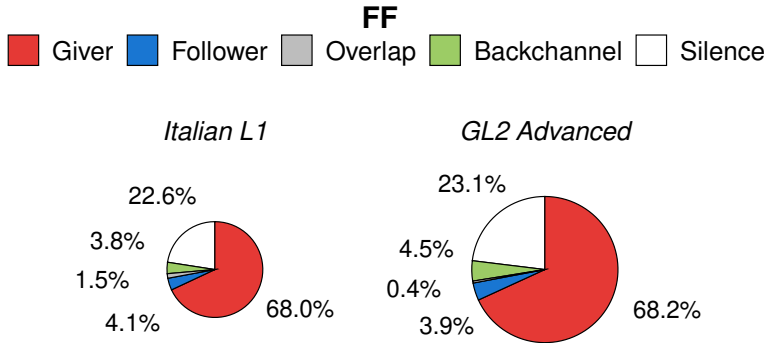 FF
Giver Follower Overlap Backchannel Silence
Italian L1 GL2 Advanced
22.6% 23.1%
3.8% 4.5%
1.5% 0.4%
4.1% 68.0% 3.9% 68.2%